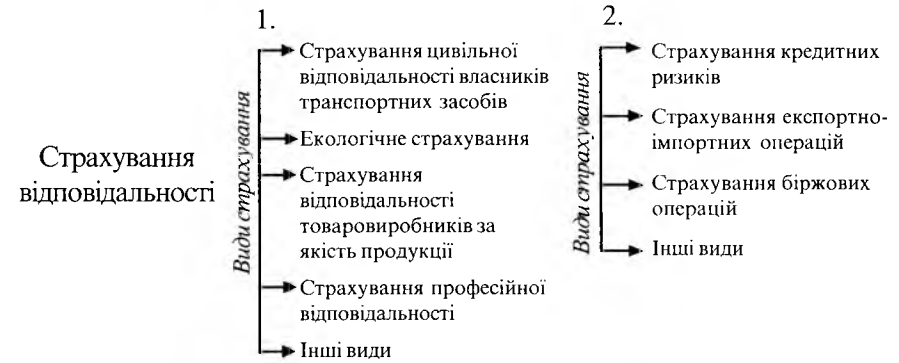 Страхування
відповідальності
1.
Види страхування
Страхування цивільної
відповідальності власників
транспортних засобів
Екологічне страхування
Страхування
відповідальності
товаровиробників за
якість продукції
Страхування професійної
відповідальності
Інші види
2.
Види страхування
Страхування кредитних
ризиків
Страхування експортно-
імпортних операцій
Страхування біржових
операцій
Інші види